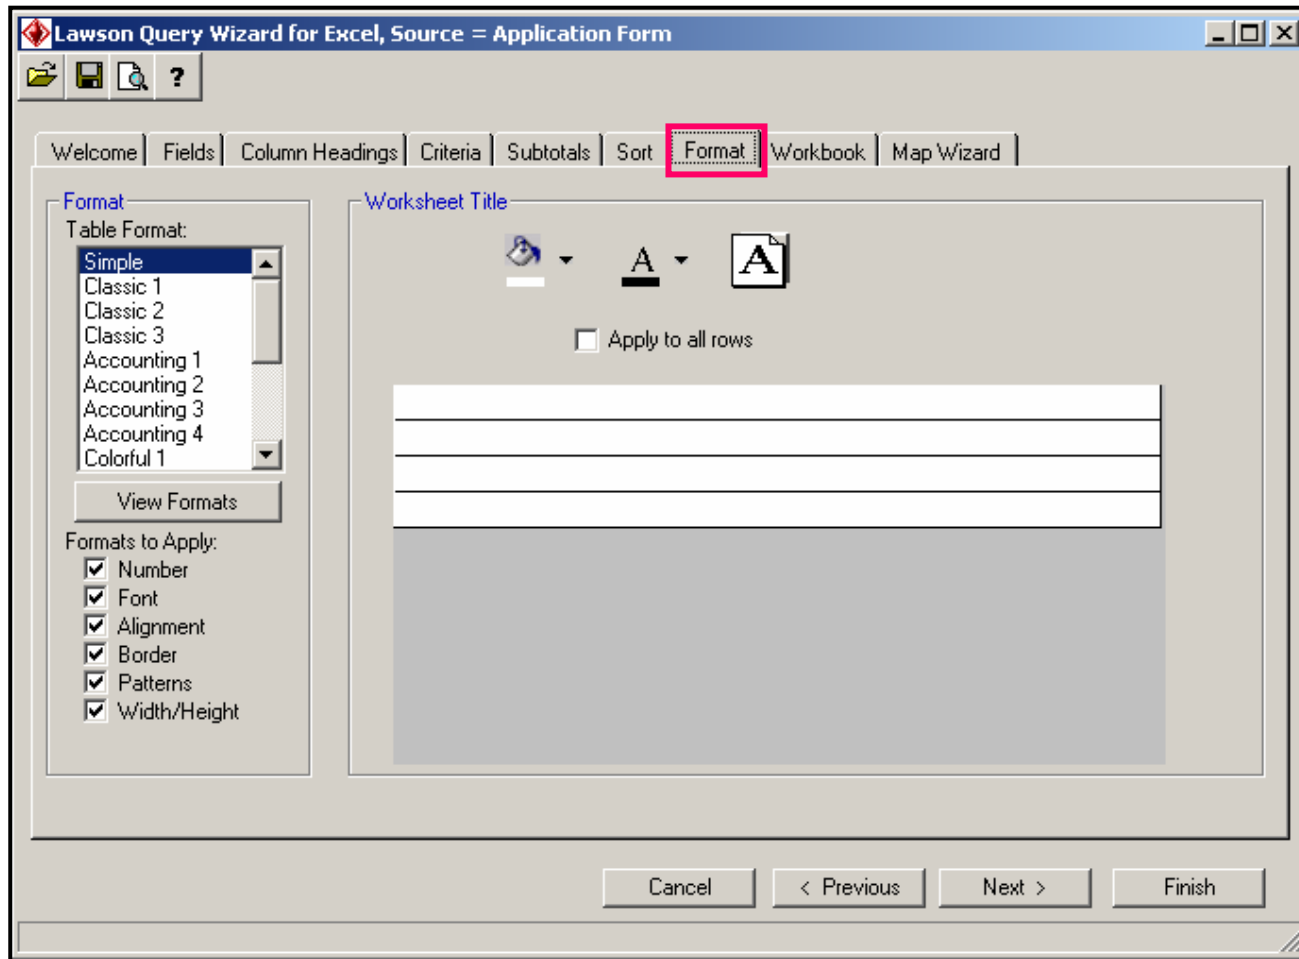 Lawson Query Wizard for Excel, Source = Application Form
?
Welcome Fields Column Headings Criteria Subtotals Sort Format Workbook Map Wizard
Format
Table Format:
Simple
Classic 1
Classic 2
Classic 3
Accounting 1
Accounting 2
Accounting 3
Accounting 4
Colorful 1
View Formats
Formats to Apply:
Number
Font
Alignment
Border
Patterns
Width/Height
Worksheet Title
A A
Apply to all rows
Cancel < Previous Next > Finish